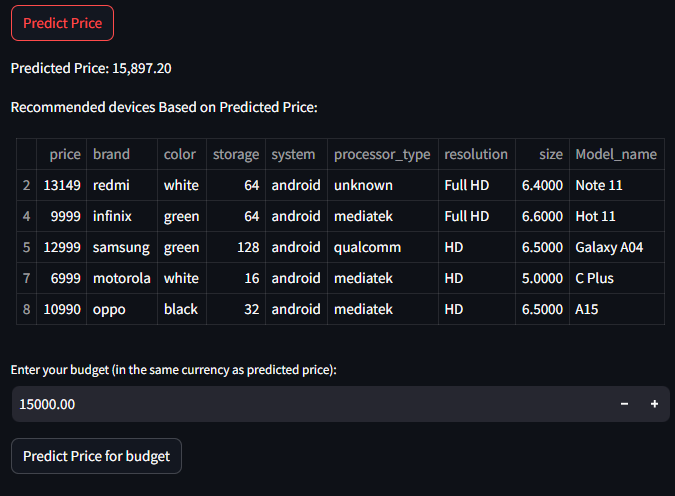 Predict Price
Predicted Price: 15,897.20
Recommended devices Based on Predicted Price:
price brand color storage system processor_type resolution size Model_name
2 13149 redmi white 64 android unknown Full HD 6.4000 Note 11
4 9999 infinix green 64 android mediatek Full HD 6.6000 Hot 11
5 12999 samsung green 128 android qualcomm HD 6.5000 Galaxy A04
7 6999 motorola white 16 android mediatek HD 5.0000 C Plus
8 10990 oppo black 32 android mediatek HD 6.5000 A15
Enter your budget (in the same currency as predicted price):
15000.00 − +
Predict Price for budget